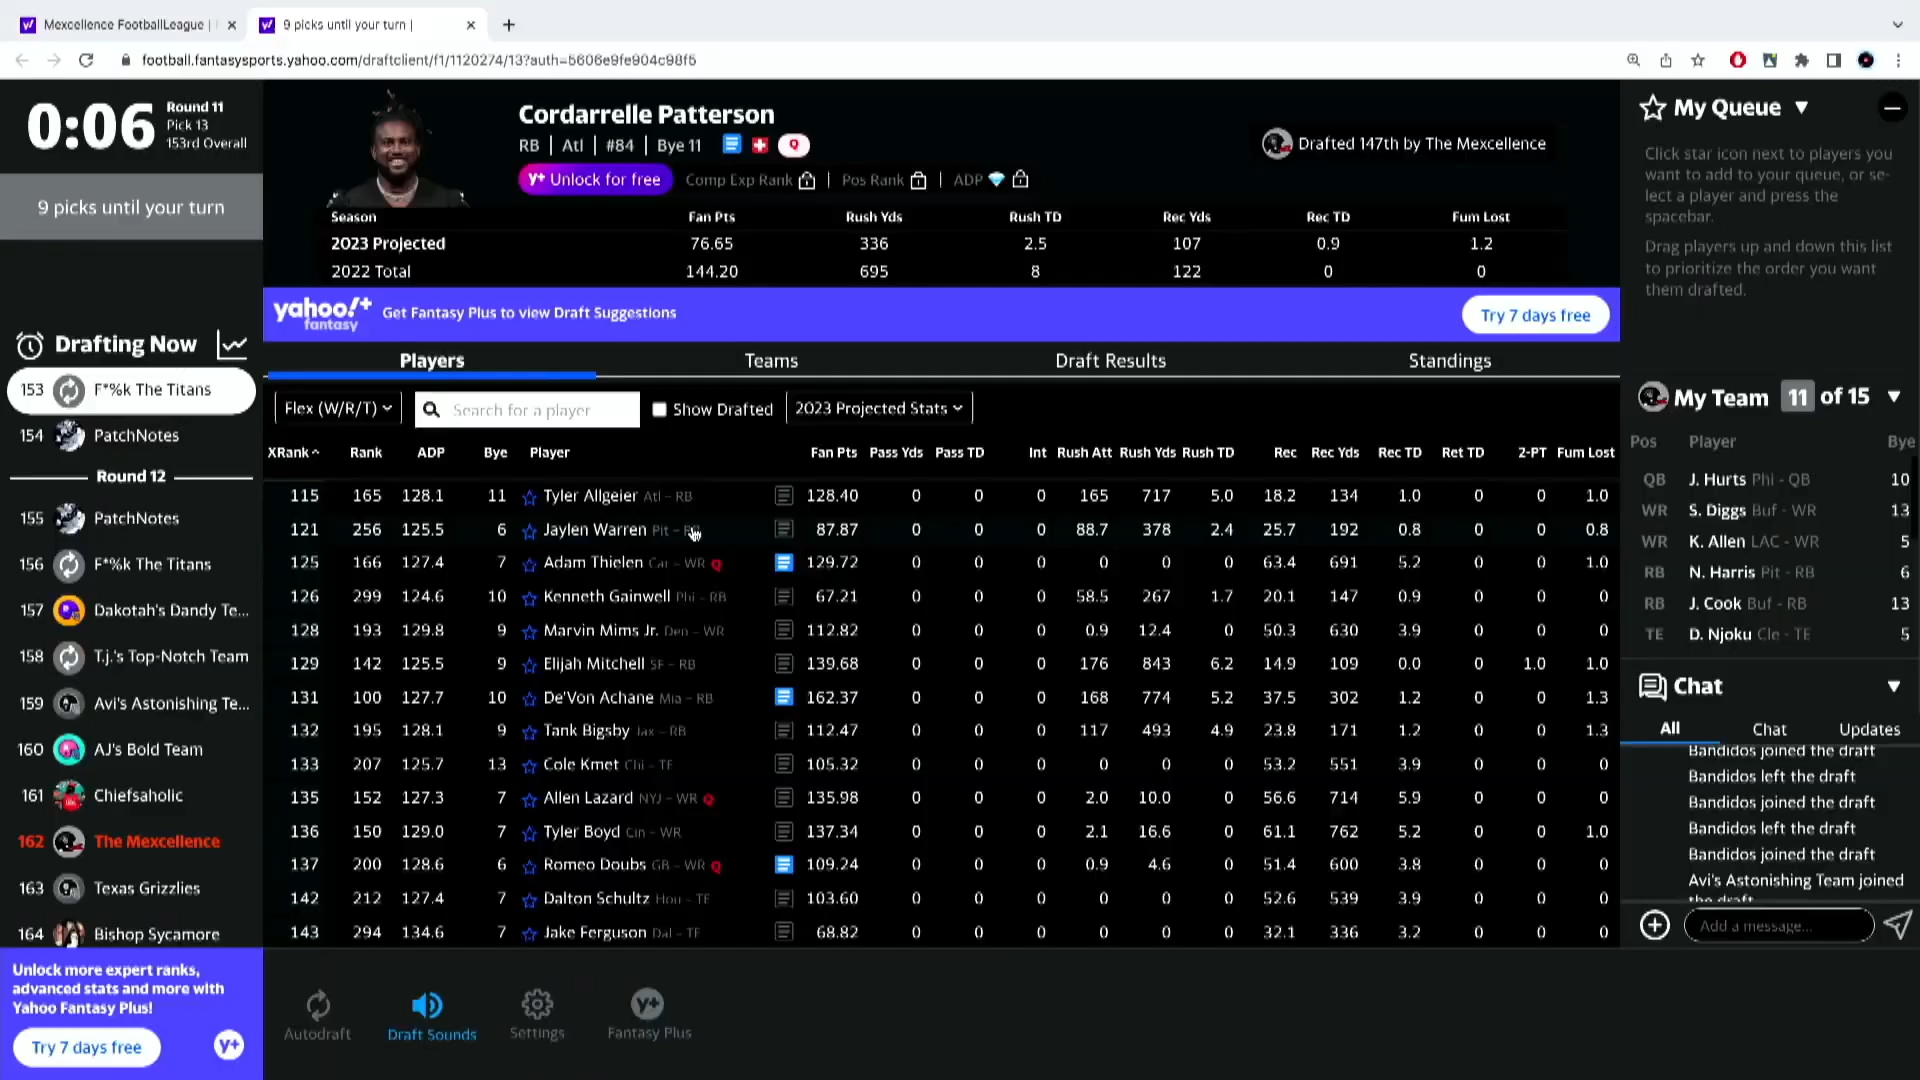 Mexcellence FootballLeague |
9 picks until your turn |
football.fantasysports.yahoo.com/draftclient/f1/1120274/13?auth=5606e9fe904c98f5
0:06
Round 11
Pick 13
153rd Overall
9 picks until your turn
Drafting Now
153 F*%k The Titans
154 PatchNotes
Round 12
155 PatchNotes
156 F*%k The Titans
157 Dakotah's Dandy Te...
158 T.j.'s Top-Notch Team
159 Avi's Astonishing Te...
160 AJ's Bold Team
161 Chiefsaholic
162 The Mexcellence
163 Texas Grizzlies
164 Bishop Sycamore
Unlock more expert ranks,
advanced stats and more with
Yahoo Fantasy Plus!
Try 7 days free y+
Cordarrelle Patterson
RB | Atl | #84 | Bye 11 Q
y+ Unlock for free Comp Exp Rank | Pos Rank | ADP
Drafted 147th by The Mexcellence
Season Fan Pts Rush Yds Rush TD Rec Yds Rec TD Fum Lost
2023 Projected 76.65 336 2.5 107 0.9 1.2
2022 Total 144.20 695 8 122 0 0
yahoo!+
fantasy
Get Fantasy Plus to view Draft Suggestions
Try 7 days free
Players Teams Draft Results Standings
Flex (W/R/T) Search for a player Show Drafted 2023 Projected Stats
XRank Rank ADP Bye Player Fan Pts Pass Yds Pass TD Int Rush Att Rush Yds Rush TD Rec Rec Yds Rec TD Ret TD 2-PT Fum Lost
115 165 128.1 11 Tyler Allgeier Atl - RB 128.40 0 0 0 165 717 5.0 18.2 134 1.0 0 0 1.0
121 256 125.5 6 Jaylen Warren Pit - RB 87.87 0 0 0 88.7 378 2.4 25.7 192 0.8 0 0 0.8
125 166 127.4 7 Adam Thielen Car - WR Q 129.72 0 0 0 0 0 0 63.4 691 5.2 0 0 1.0
126 299 124.6 10 Kenneth Gainwell Phi - RB 67.21 0 0 0 58.5 267 1.7 20.1 147 0.9 0 0 0
128 193 129.8 9 Marvin Mims Jr. Den - WR 112.82 0 0 0 0.9 12.4 0 50.3 630 3.9 0 0 0
129 142 125.5 9 Elijah Mitchell SF - RB 139.68 0 0 0 176 843 6.2 14.9 109 0.0 0 1.0 1.0
131 100 127.7 10 De'Von Achane Mia - RB 162.37 0 0 0 168 774 5.2 37.5 302 1.2 0 0 1.3
132 195 128.1 9 Tank Bigsby Jax - RB 112.47 0 0 0 117 493 4.9 23.8 171 1.2 0 0 1.3
133 207 125.7 13 Cole Kmet Chi - TE 105.32 0 0 0 0 0 0 53.2 551 3.9 0 0 0
135 152 127.3 7 Allen Lazard NYJ - WR Q 135.98 0 0 0 2.0 10.0 0 56.6 714 5.9 0 0 0
136 150 129.0 7 Tyler Boyd Cin - WR 137.34 0 0 0 2.1 16.6 0 61.1 762 5.2 0 0 1.0
137 200 128.6 6 Romeo Doubs GB - WR Q 109.24 0 0 0 0.9 4.6 0 51.4 600 3.8 0 0 0
142 212 127.4 7 Dalton Schultz Hou - TE 103.60 0 0 0 0 0 0 52.6 539 3.9 0 0 0
143 294 134.6 7 Jake Ferguson Dal - TE 68.82 0 0 0 0 0 0 32.1 336 3.2 0 0 0
Autodraft Draft Sounds Settings y+ Fantasy Plus
My Queue
Click star icon next to players you
want to add to your queue, or se-
lect a player and press the
spacebar.
Drag players up and down this list
to prioritize the order you want
them drafted.
My Team 11 of 15
Pos Player Bye
QB J. Hurts Phi - QB 10
WR S. Diggs Buf - WR 13
WR K. Allen LAC - WR 5
RB N. Harris Pit - RB 6
RB J. Cook Buf - RB 13
TE D. Njoku Cle - TE 5
Chat
All Chat Updates
Bandidos joined the draft
Bandidos left the draft
Bandidos joined the draft
Bandidos left the draft
Bandidos joined the draft
Avi's Astonishing Team joined
the draft
Add a message...